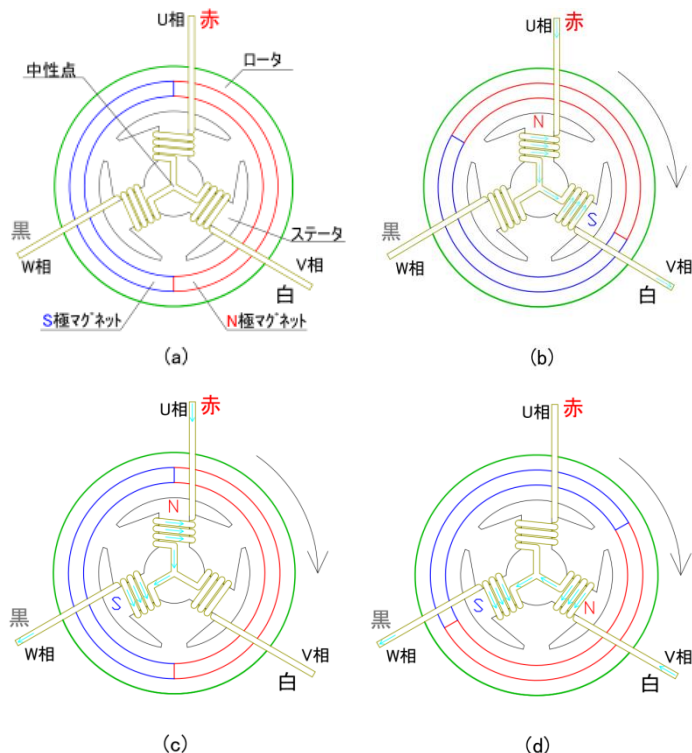 U相 赤
中性点
ロータ
黒
W相
ステータ
V相
白
S極マグネット
N極マグネット
(a)
U相 赤
N
S
黒
W相
V相
白
(b)
U相 赤
N
S
黒
W相
V相
白
(c)
U相 赤
S
N
黒
W相
V相
白
(d)